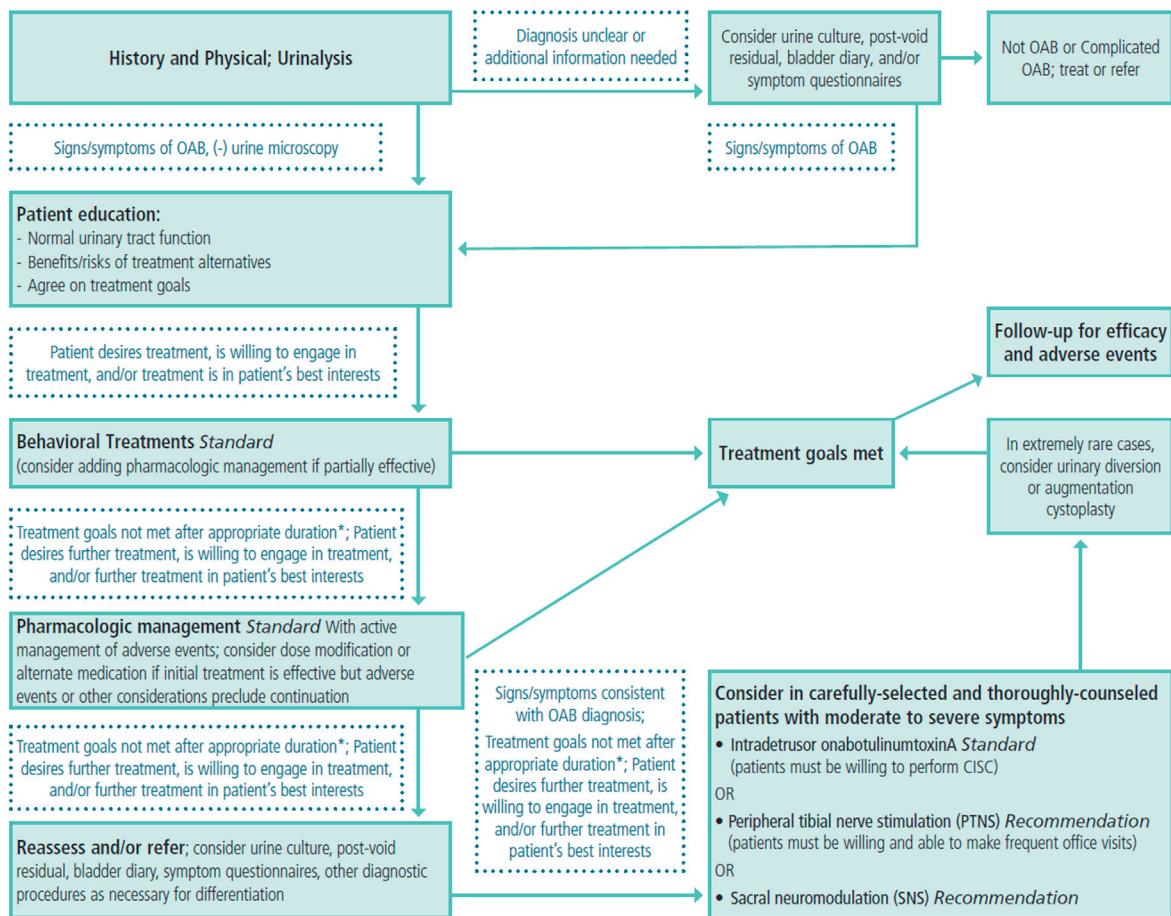 History and Physical; Urinalysis
Diagnosis unclear or
additional information needed
Consider urine culture, post-void
residual, bladder diary, and/or
symptom questionnaires
Not OAB or Complicated
OAB; treat or refer
Signs/symptoms of OAB, (-) urine microscopy
Signs/symptoms of OAB
Patient education:
- Normal urinary tract function
- Benefits/risks of treatment alternatives
- Agree on treatment goals
Patient desires treatment, is willing to engage in
treatment, and/or treatment is in patient’s best interests
Follow-up for efficacy
and adverse events
Behavioral Treatments Standard
(consider adding pharmacologic management if partially effective)
Treatment goals met
In extremely rare cases,
consider urinary diversion
or augmentation
cystoplasty
Treatment goals not met after appropriate duration*; Patient
desires further treatment, is willing to engage in treatment,
and/or further treatment in patient’s best interests
Pharmacologic management Standard With active
management of adverse events; consider dose modification or
alternate medication if initial treatment is effective but adverse
events or other considerations preclude continuation
Treatment goals not met after appropriate duration*; Patient
desires further treatment, is willing to engage in treatment,
and/or further treatment in patient’s best interests
Reassess and/or refer; consider urine culture, post-void
residual, bladder diary, symptom questionnaires, other diagnostic
procedures as necessary for differentiation
Signs/symptoms consistent
with OAB diagnosis;
Treatment goals not met after
appropriate duration*; Patient
desires further treatment, is
willing to engage in treatment,
and/or further treatment in
patient’s best interests
Consider in carefully-selected and thoroughly-counseled
patients with moderate to severe symptoms
• Intradetrusor onabotulinumtoxinA Standard
(patients must be willing to perform CISC)
OR
• Peripheral tibial nerve stimulation (PTNS) Recommendation
(patients must be willing and able to make frequent office visits)
OR
• Sacral neuromodulation (SNS) Recommendation